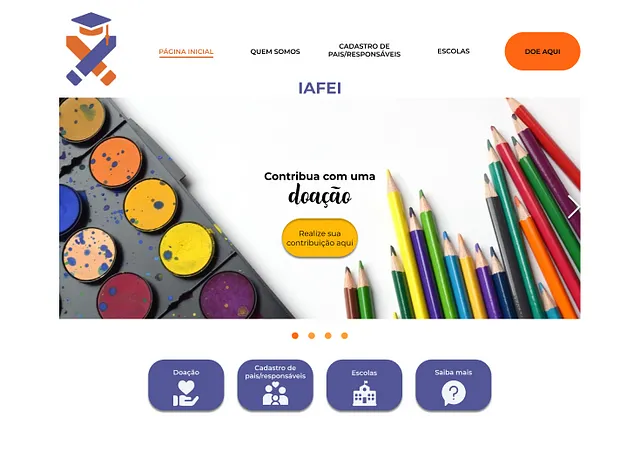 PÁGINA INICIAL
QUEM SOMOS
CADASTRO DE
PAIS/RESPONSÁVEIS
ESCOLAS
DOE AQUI
IAFEI
Contribua com uma
doação
Realize sua
contribuição aqui
Doação
Cadastro de
pais/responsáveis
Escolas
Saiba mais